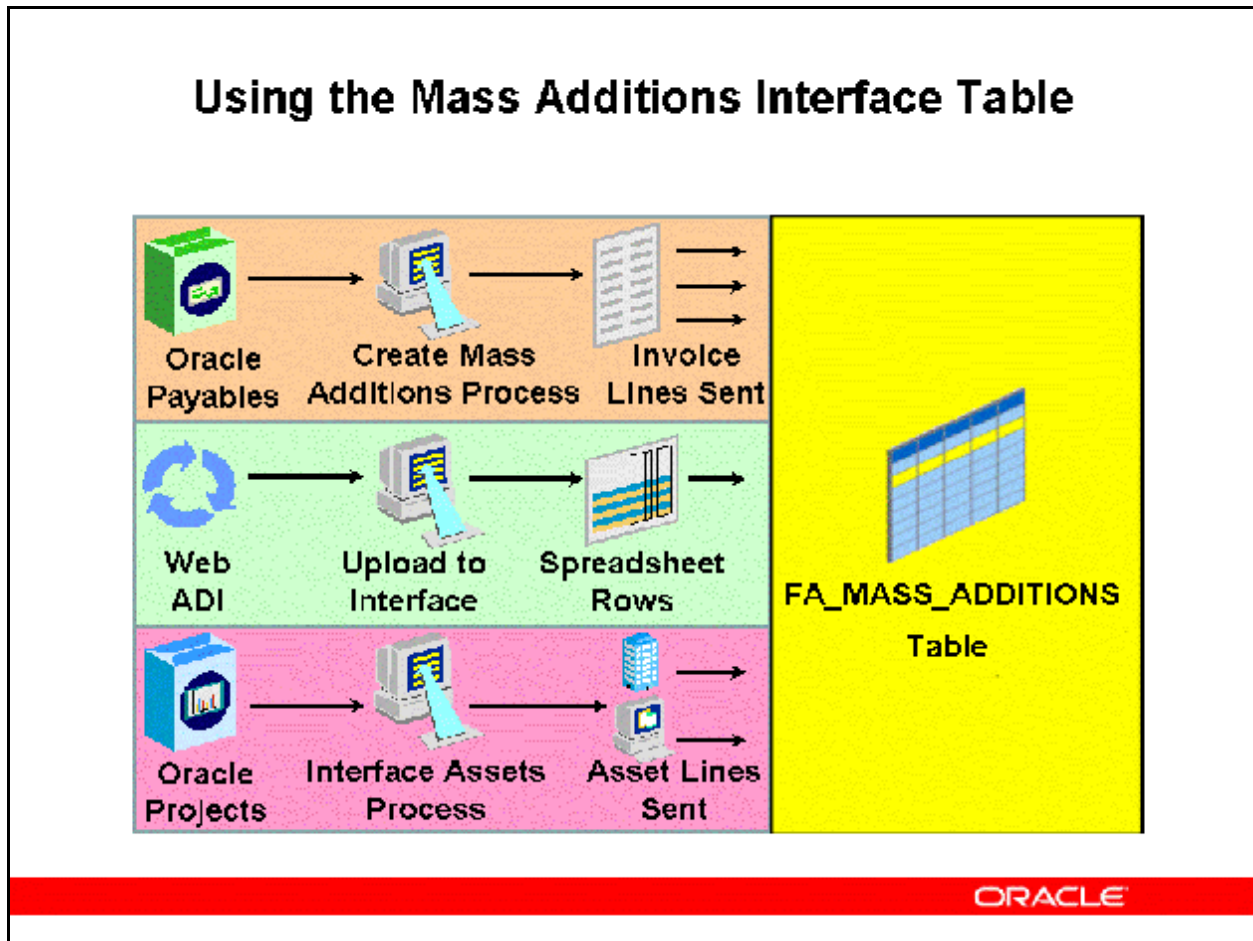 Using the Mass Additions Interface Table
Oracle
Payables
Create Mass
Additions Process
Invoice
Lines Sent
Web
ADI
Upload to
Interface
Spreadsheet
Rows
Oracle
Projects
Interface Assets
Process
Asset Lines
Sent
FA_MASS_ADDITIONS
Table
ORACLE